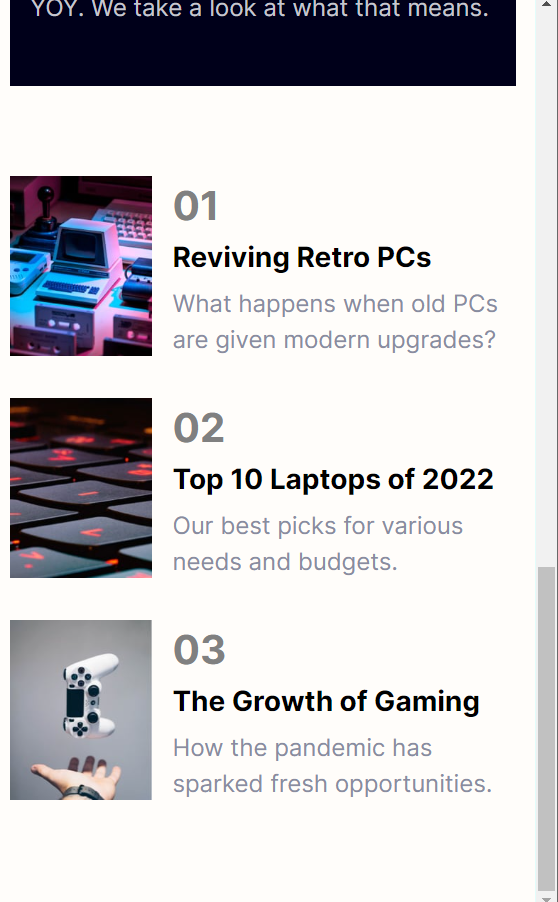 YOY. We take a look at what that means.
01
Reviving Retro PCs
What happens when old PCs
are given modern upgrades?
02
Top 10 Laptops of 2022
Our best picks for various
needs and budgets.
03
The Growth of Gaming
How the pandemic has
sparked fresh opportunities.